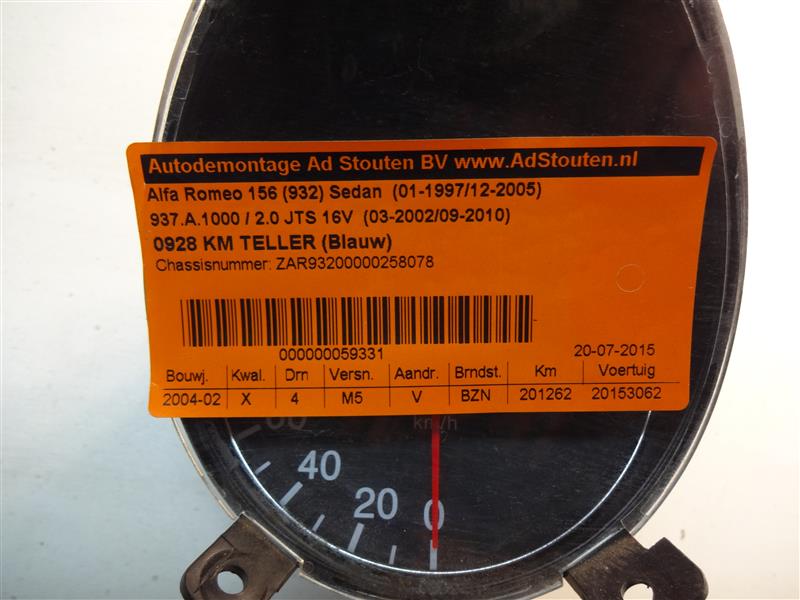 Autodemontage Ad Stouten BV www.AdStouten.nl
Alfa Romeo 156 (932) Sedan (01-1997/12-2005)
937.A.1000 / 2.0 JTS 16V (03-2002/09-2010)
0928 KM TELLER (Blauw)
Chassisnummer: ZAR93200000258078
000000059331 20-07-2015
Bouwj. Kwal. Drn Versn. Aandr. Brndst. Km Voertuig
2004-02 X 4 M5 V BZN 201262 20153062
km/h
60
40
20
0